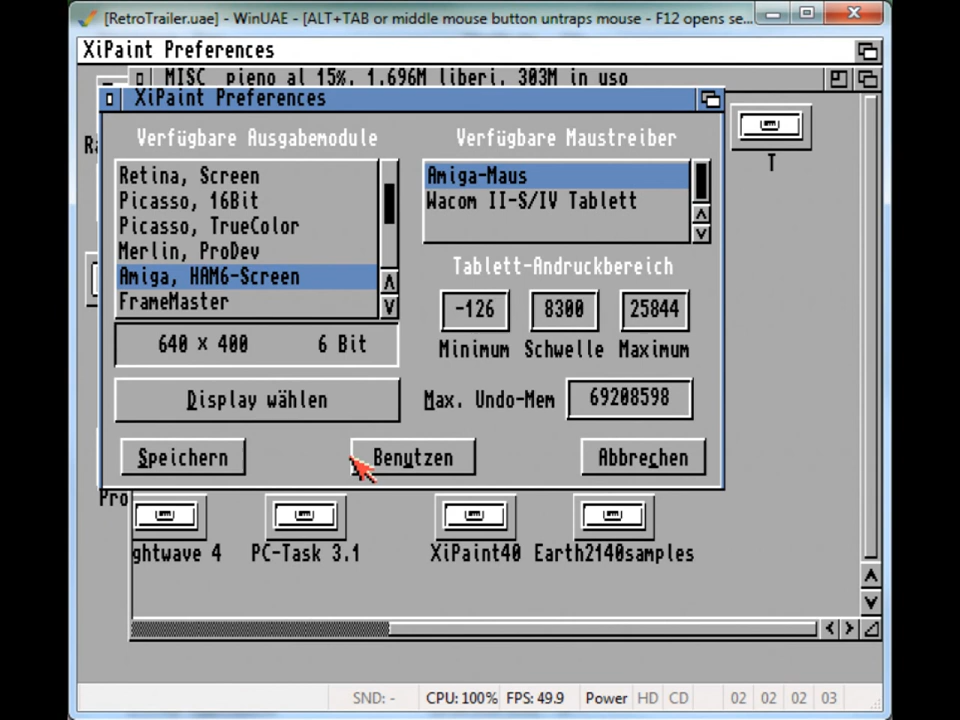 [RetroTrailer.uae] - WinUAE - [ALT+TAB or middle mouse button untraps mouse - F12 opens se...
XiPaint Preferences
MISC pieno al 15%, 1.696M liberi, 303M in uso
XiPaint Preferences
Verfügbare Ausgabemodule
Verfügbare Maustreiber
Retina, Screen
Picasso, 16Bit
Picasso, TrueColor
Merlin, ProDev
Amiga, HAM6-Screen
FrameMaster
Amiga-Maus
Wacom II-S/IV Tablett
T
Tablett-Andruckbereich
-126 8300 25844
Minimum Schwelle Maximum
640 × 400 6 Bit
Display wählen
Max. Undo-Mem 69208598
Speichern Benutzen Abbrechen
Pro
ghtwave 4 PC-Task 3.1 XiPaint40 Earth2140samples
SND: - CPU: 100% FPS: 49.9 Power HD CD 02 02 02 03